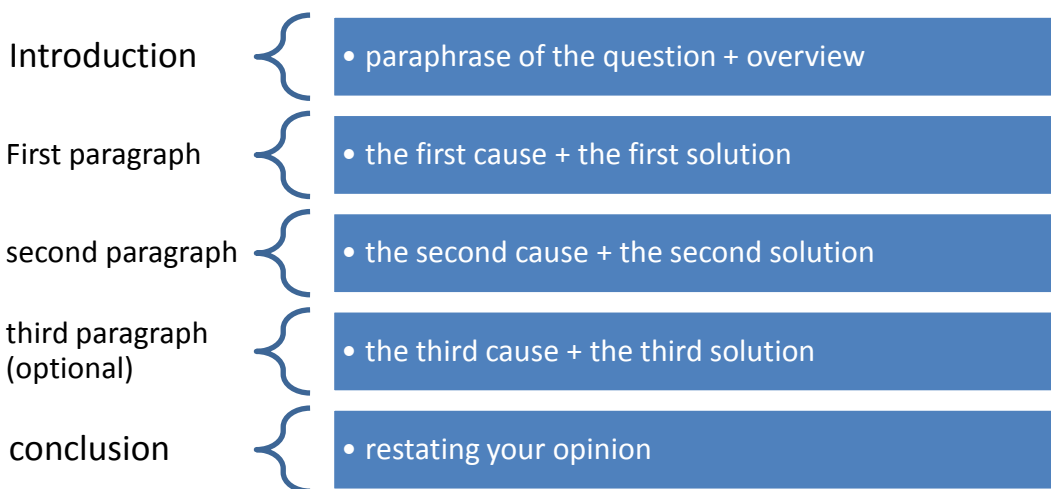 Introduction
• paraphrase of the question + overview
First paragraph
• the first cause + the first solution
second paragraph
• the second cause + the second solution
third paragraph
(optional)
• the third cause + the third solution
conclusion
• restating your opinion